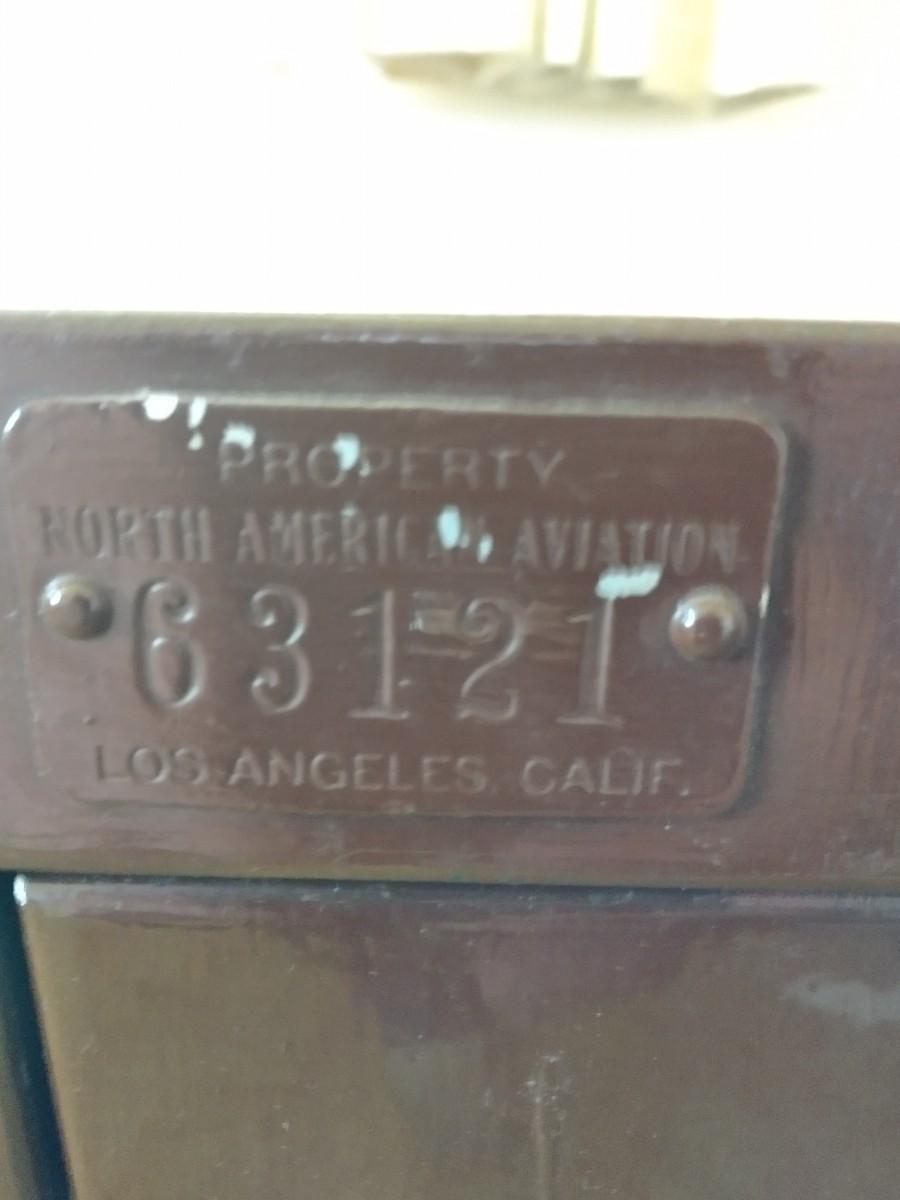 PROPERTY
NORTH AMERICAN AVIATION
63121
LOS ANGELES, CALIF.